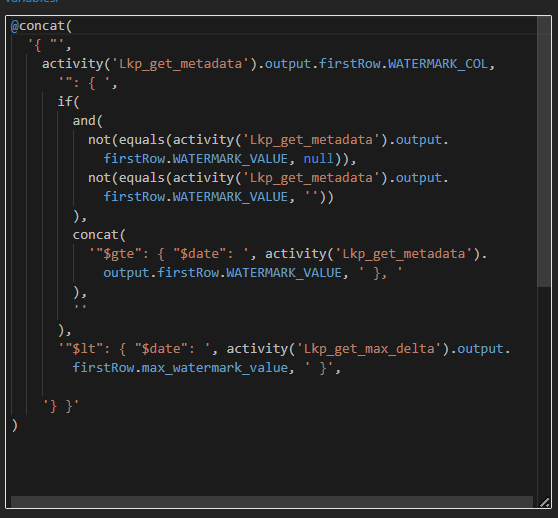 @concat(
'{ "',
activity('Lkp_get_metadata').output.firstRow.WATERMARK_COL,
'": { ',
if(
and(
not(equals(activity('Lkp_get_metadata').output.
firstRow.WATERMARK_VALUE, null)),
not(equals(activity('Lkp_get_metadata').output.
firstRow.WATERMARK_VALUE, ''))
),
concat(
'"$gte": { "$date": ', activity('Lkp_get_metadata').
output.firstRow.WATERMARK_VALUE, ' }, '
),
''
),
'"$lt": { "$date": ', activity('Lkp_get_max_delta').output.
firstRow.max_watermark_value, ' }',
'} }'
)